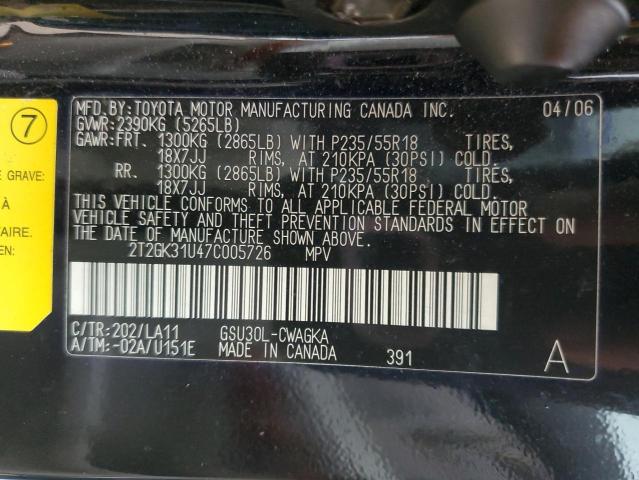 MFD.BY:TOYOTA MOTOR MANUFACTURING CANADA INC. 04/06
GVWR:2390KG (5265LB)
GAWR:FRT. 1300KG (2865LB) WITH P235/55R18 TIRES,
18X7JJ RIMS, AT 210KPA (30PSI) COLD.
RR. 1300KG (2865LB) WITH P235/55R18 TIRES,
18X7JJ RIMS, AT 210KPA (30PSI) COLD.
THIS VEHICLE CONFORMS TO ALL APPLICABLE FEDERAL MOTOR
VEHICLE SAFETY AND THEFT PREVENTION STANDARDS IN EFFECT ON
THE DATE OF MANUFACTURE SHOWN ABOVE.
2T2GK31U47C005726 MPV
C/TR:202/LA11 GSU30L-CWAGKA
A/TM:-02A/U151E MADE IN CANADA 391 A
7
E GRAVE:
À
TAIRE.
UR